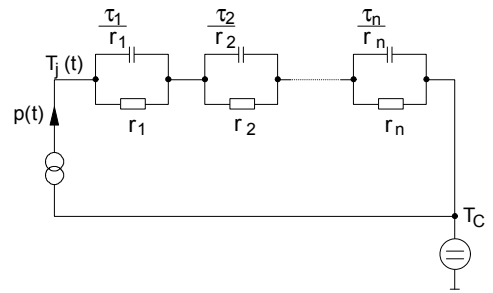 τ1 τ2 τn
r1 r2 rn
Tj (t)
p(t)
r1 r2 rn
TC